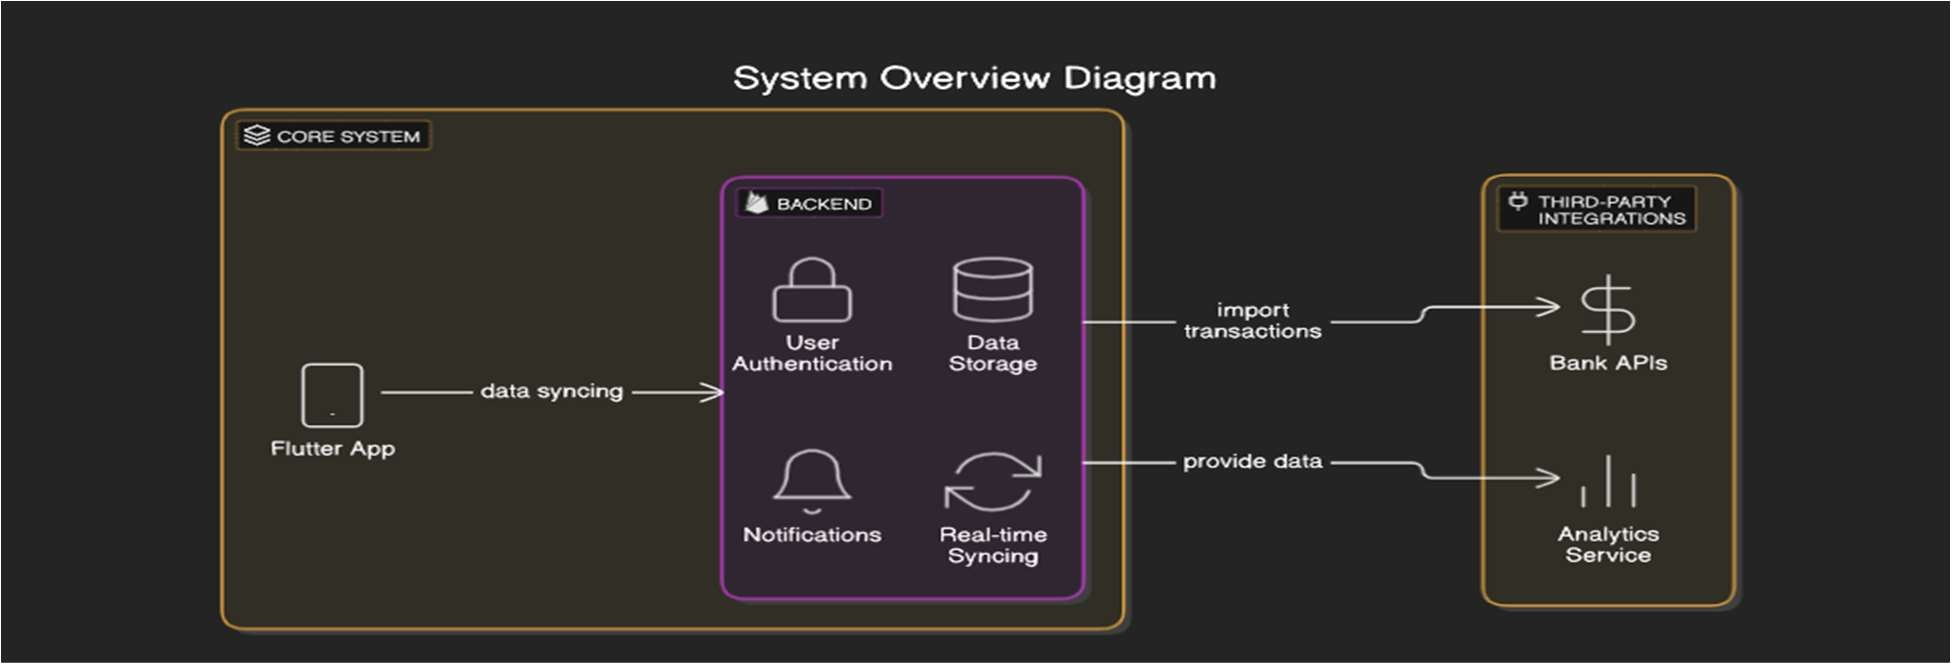 System Overview Diagram
CORE SYSTEM
BACKEND
THIRD-PARTY
INTEGRATIONS
User
Authentication
Data
Storage
import
transactions
Bank APIs
Flutter App
data syncing
Notifications
Real-time
Syncing
provide data
Analytics
Service